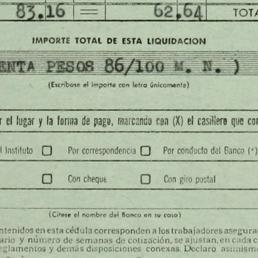 83.16 = 62.64 TOTA
IMPORTE TOTAL DE ESTA LIQUIDACION
ENTA PESOS 86/100 M. N. )
(Escríbase el importe con letra únicamente)
r el lugar y la forma de pago, marcando con (X) el casillero que co
l Instituto Por correspondencia Por conducto del Banco (*)
Con cheque Con giro postal
(Cítese el nombre del Banco en su caso)
ntenidos en esta cédula corresponden a los trabajadores asegura
ario y número de semanas de cotización, se ajustan, en cada c
eglamentos y demás disposiciones conexas. Declaro, asimismo